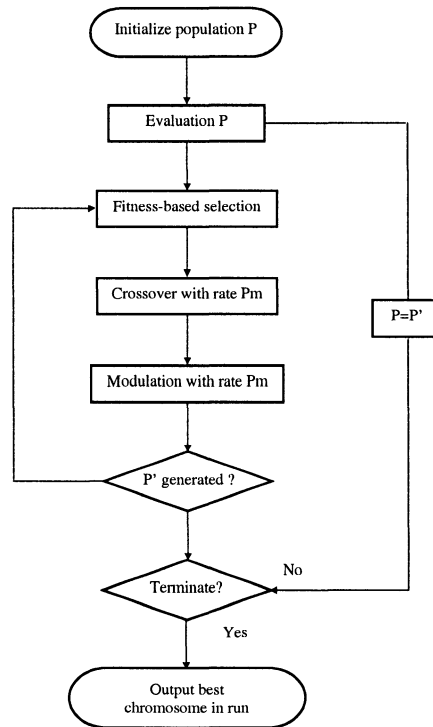 Initialize population P
Evaluation P
Fitness-based selection
Crossover with rate Pm
P=P'
Modulation with rate Pm
P' generated ?
No
Terminate?
Yes
Output best
chromosome in run